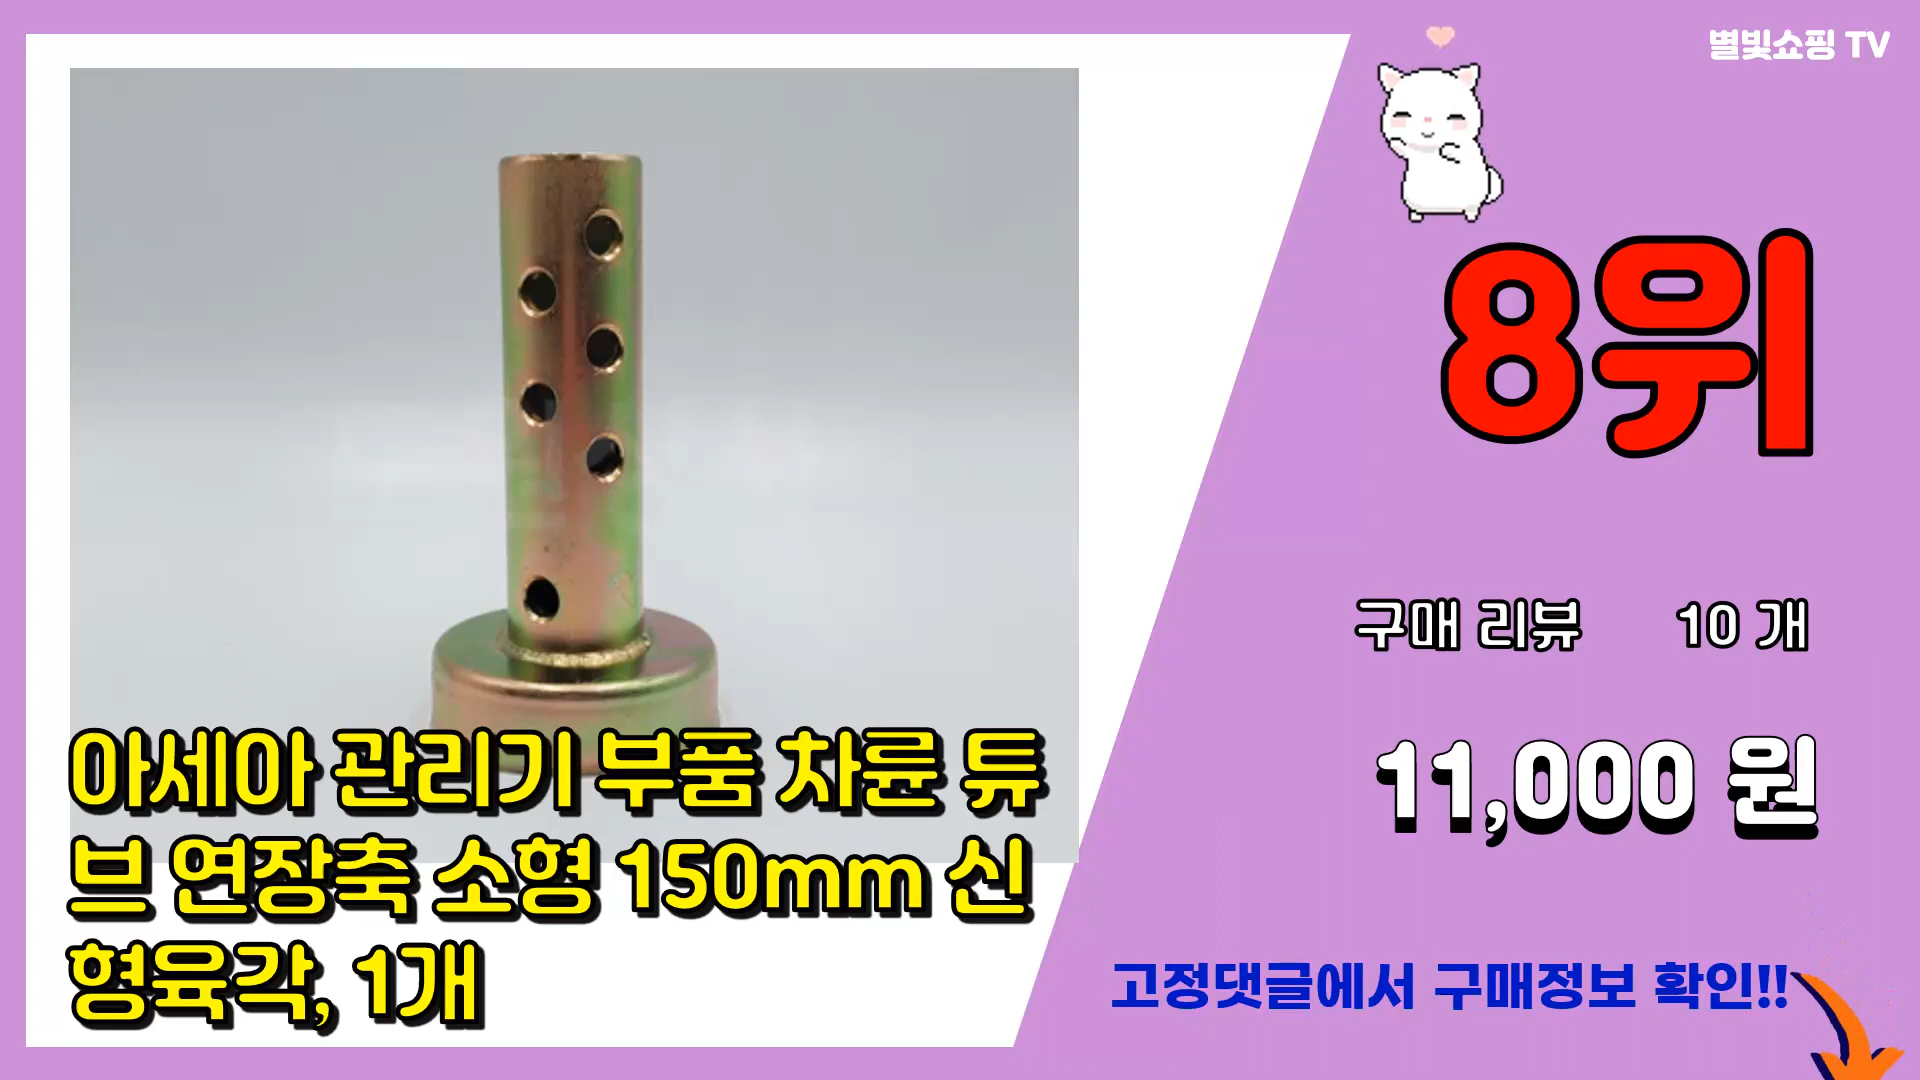 별빛쇼핑 TV
8위
구매 리뷰 10 개
11,000 원
아세아 관리기 부품 차륜 튜
브 연장축 소형 150mm 신
형육각, 1개
고정댓글에서 구매정보 확인!!